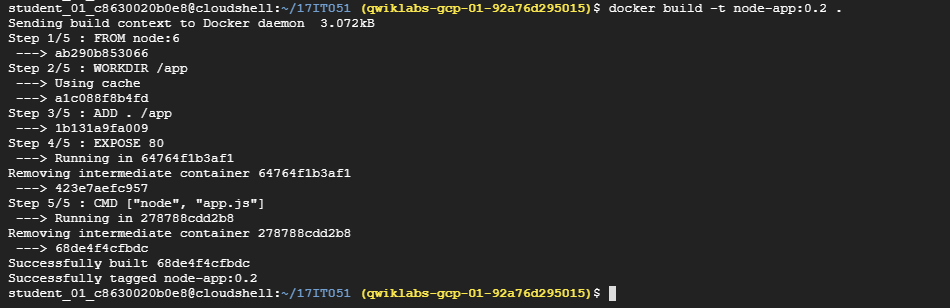 student_01_c8630020b0e8@cloudshell:~/17IT051 (qwiklabs-gcp-01-92a76d295015)$ docker build -t node-app:0.2 .
Sending build context to Docker daemon  3.072kB
Step 1/5 : FROM node:6
 ---> ab290b853066
Step 2/5 : WORKDIR /app
 ---> Using cache
 ---> a1c088f8b4fd
Step 3/5 : ADD . /app
 ---> 1b131a9fa009
Step 4/5 : EXPOSE 80
 ---> Running in 64764f1b3af1
Removing intermediate container 64764f1b3af1
 ---> 423e7aefc957
Step 5/5 : CMD ["node", "app.js"]
 ---> Running in 278788cdd2b8
Removing intermediate container 278788cdd2b8
 ---> 68de4f4cfbdc
Successfully built 68de4f4cfbdc
Successfully tagged node-app:0.2
student_01_c8630020b0e8@cloudshell:~/17IT051 (qwiklabs-gcp-01-92a76d295015)$